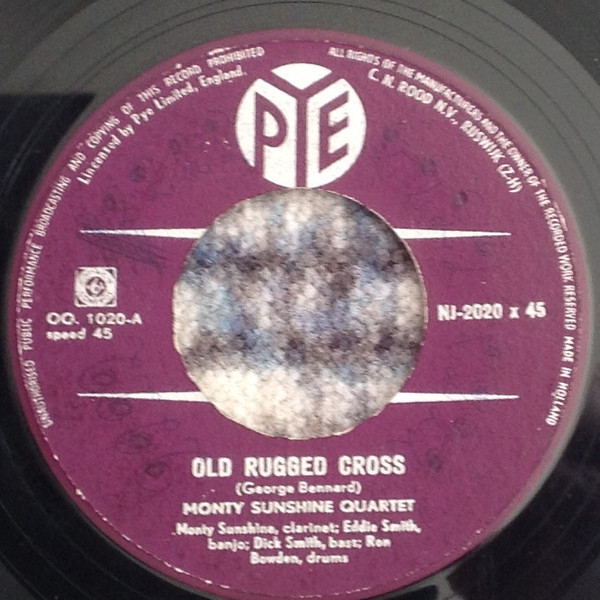 UNAUTHORISED PUBLIC PERFORMANCE BROADCASTING AND COPYING OF THIS RECORD PROHIBITED
Licenced by Pye Limited, England.
ALL RIGHTS OF THE MANUFACTURERS AND THE OWNER OF THE RECORDED WORK RESERVED MADE IN HOLLAND
C. N. ROOD N.V., RIJSWIJK (Z-H)
PYE
OQ. 1020-A
speed 45
NJ-2020 x 45
OLD RUGGED CROSS
(George Bennard)
MONTY SUNSHINE QUARTET
Monty Sunshine, clarinet; Eddie Smith,
banjo; Dick Smith, bass; Ron
Bowden, drums